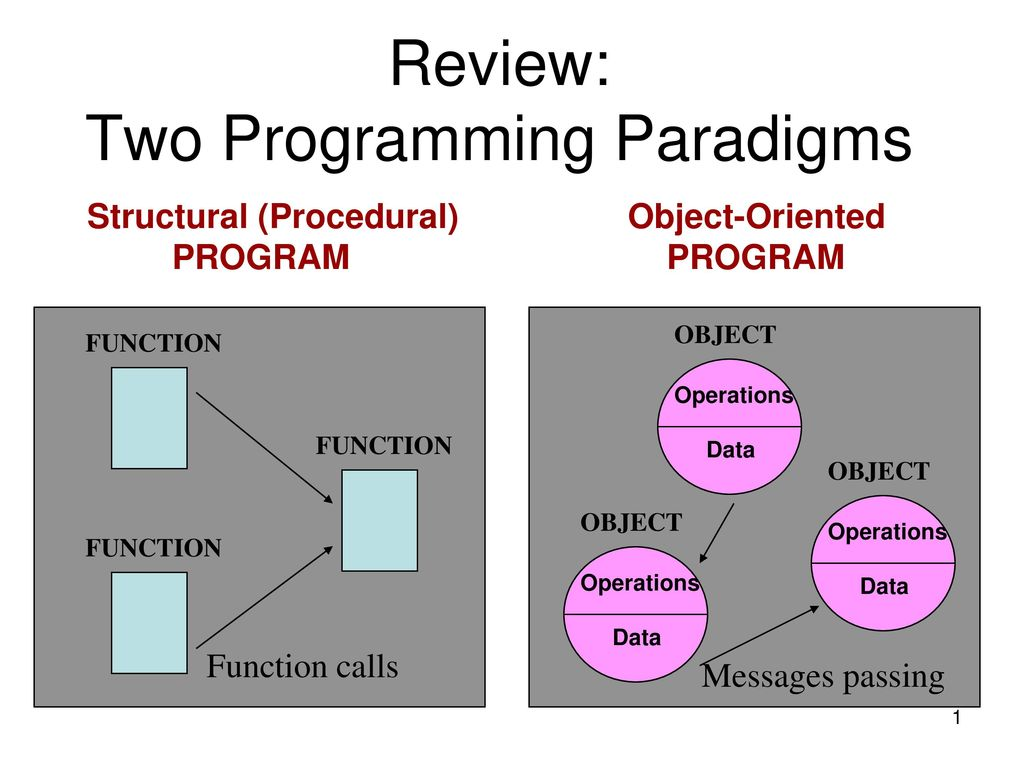 Review:
Two Programming Paradigms
Structural (Procedural)
PROGRAM
FUNCTION
FUNCTION
FUNCTION
Function calls
Object-Oriented
PROGRAM
OBJECT
Operations
Data
OBJECT
Operations
Data
OBJECT
Operations
Data
Messages passing
1